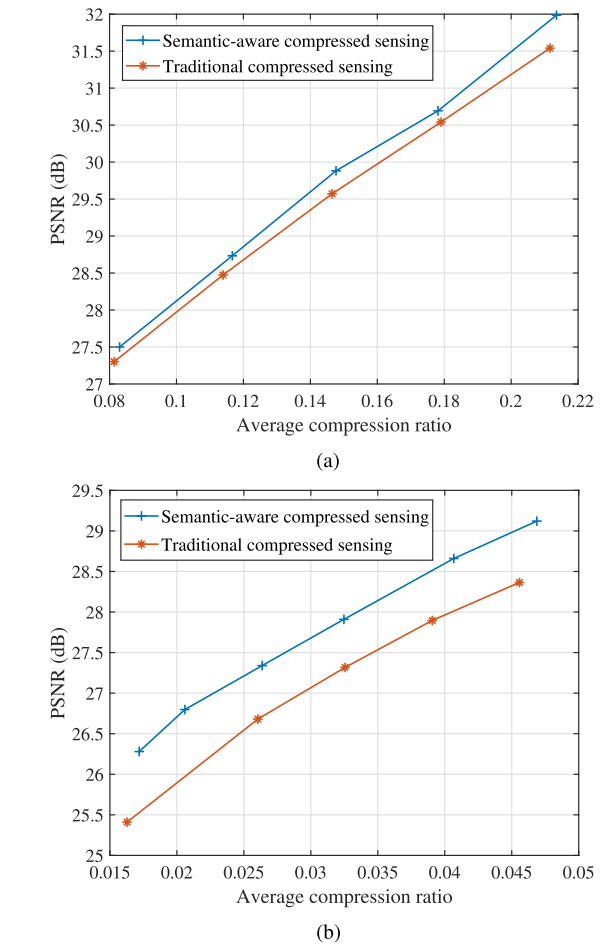 32
31.5
31
30.5
30
29.5
29
28.5
28
27.5
27
PSNR (dB)
Semantic-aware compressed sensing
Traditional compressed sensing
0.08 0.1 0.12 0.14 0.16 0.18 0.2 0.22
Average compression ratio
(a)
29.5
29
28.5
28
27.5
27
26.5
26
25.5
25
PSNR (dB)
Semantic-aware compressed sensing
Traditional compressed sensing
0.015 0.02 0.025 0.03 0.035 0.04 0.045 0.05
Average compression ratio
(b)